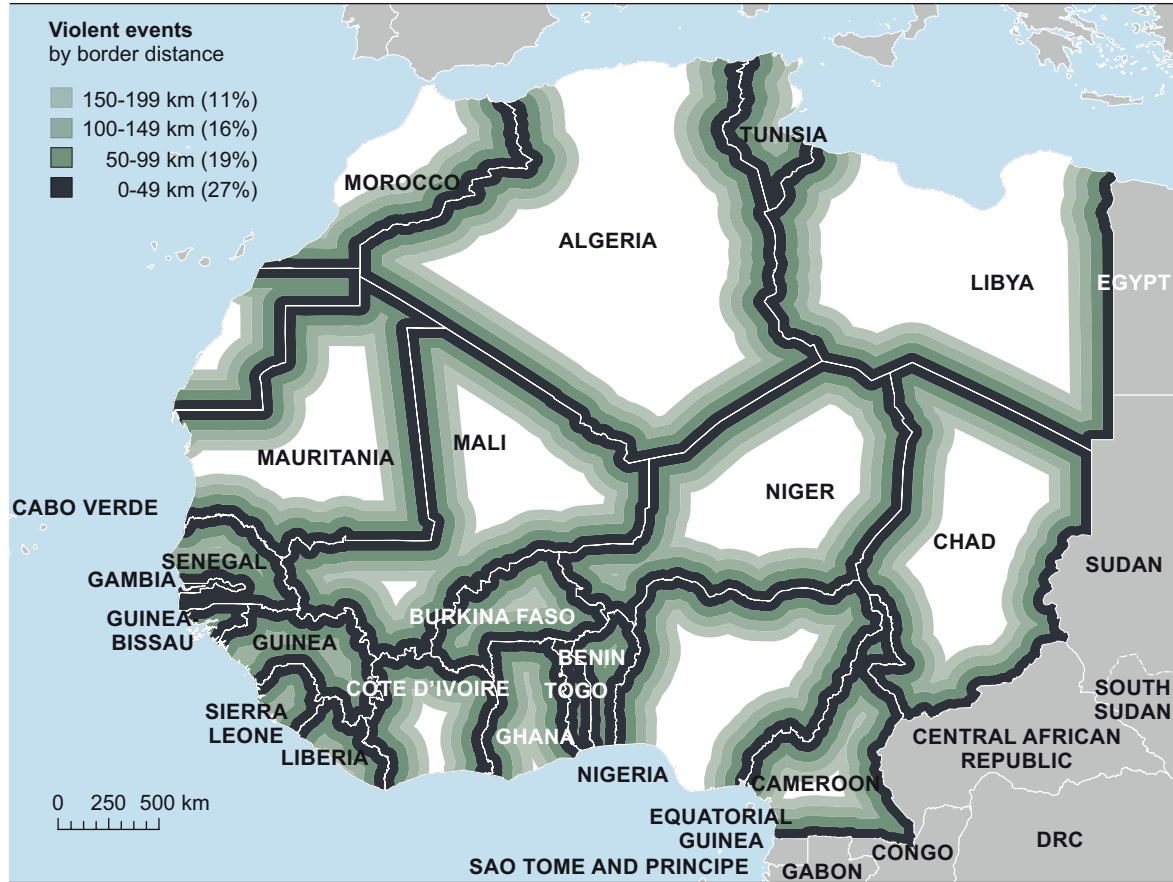 Violent events
by border distance
150-199 km (11%)
100-149 km (16%)
50-99 km (19%)
0-49 km (27%)
TUNISIA
MOROCCO
ALGERIA
LIBYA
EGYPT
MAURITANIA
MALI
NIGER
CABO VERDE
CHAD
SENEGAL
SUDAN
GAMBIA
GUINEA
BISSAU
BURKINA FASO
GUINEA
BENIN
CÔTE D'IVOIRE
TOGO
SOUTH
SUDAN
SIERRA
LEONE
GHANA
CENTRAL AFRICAN
REPUBLIC
LIBERIA
NIGERIA
CAMEROON
0 250 500 km
EQUATORIAL
GUINEA
DRC
CONGO
SAO TOME AND PRINCIPE
GABON